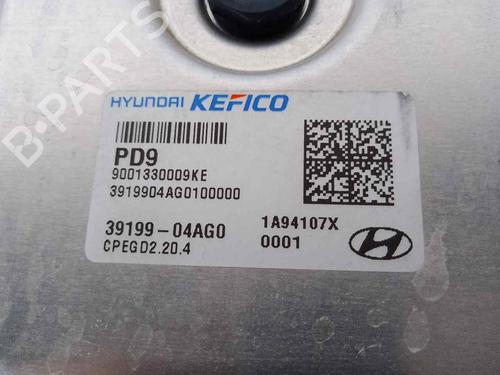 HYUNDAI KEFICO
PD9
9001330009KE
3919904AG0100000
39199-04AG0
CPEGD2.20.4
1A94107X
0001
B-PARTS